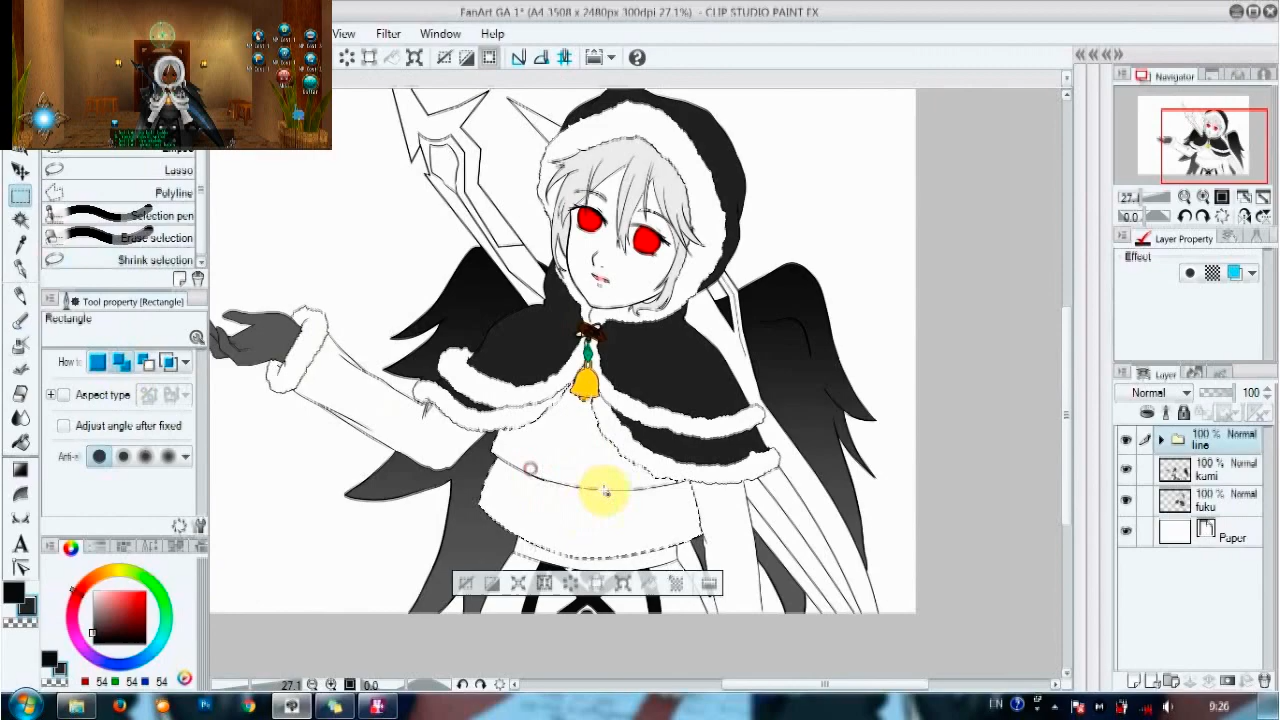 FanArt GA 1* (A4 3508 x 2480px 300dpi 27.1%) - CLIP STUDIO PAINT EX
View Filter Window Help
Lasso
Polyline
Selection pen
Erase selection
Shrink selection
Tool property [Rectangle]
Rectangle
How to
Aspect type
Adjust angle after fixed
Anti-a
54 54 54
27.1 0.0
Navigator
27.
0.0
Layer Property
Effect
Layer
Normal 100
100 % Normal
line
100 % Normal
kami
100 % Normal
fuku
Paper
EN 9:26